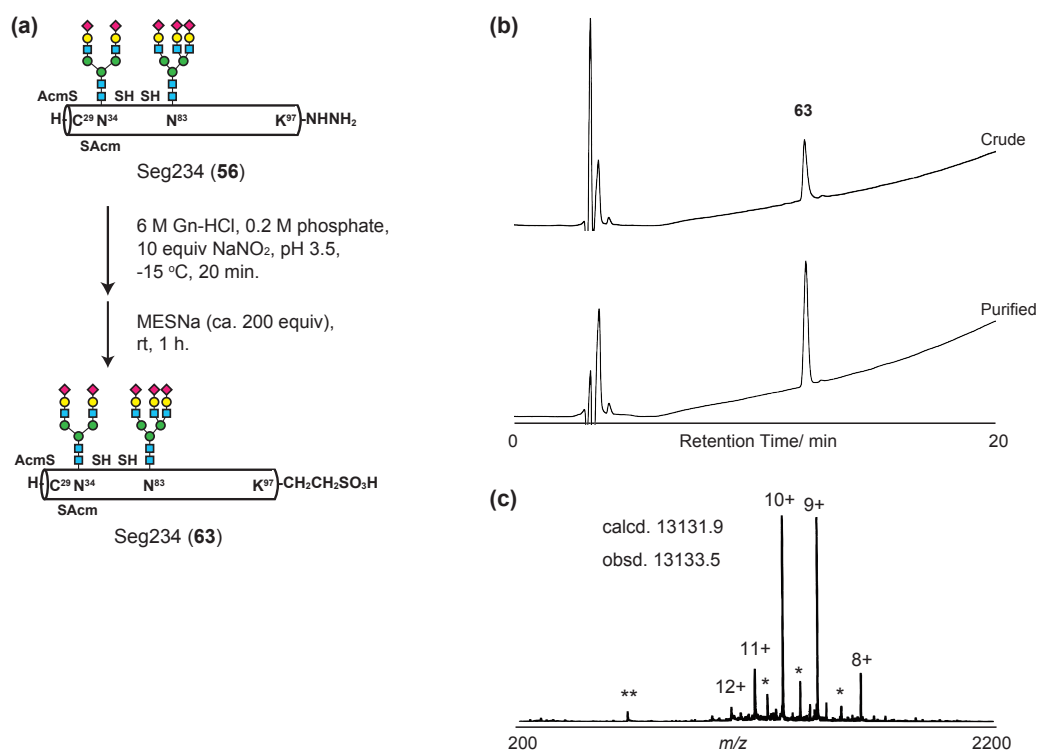 (a)
AcmS SH SH
H- C²⁹ N³⁴ N⁸³ K⁹⁷ -NHNH₂
SAcm
Seg234 (56)
6 M Gn-HCl, 0.2 M phosphate,
10 equiv NaNO₂, pH 3.5,
-15 °C, 20 min.
MESNa (ca. 200 equiv),
rt, 1 h.
AcmS SH SH
H- C²⁹ N³⁴ N⁸³ K⁹⁷ -CH₂CH₂SO₃H
SAcm
Seg234 (63)
(b)
63
Crude
Purified
0 Retention Time/ min 20
(c)
calcd. 13131.9
obsd. 13133.5
10+ 9+
11+
12+
8+
**
* * *
200 m/z 2200